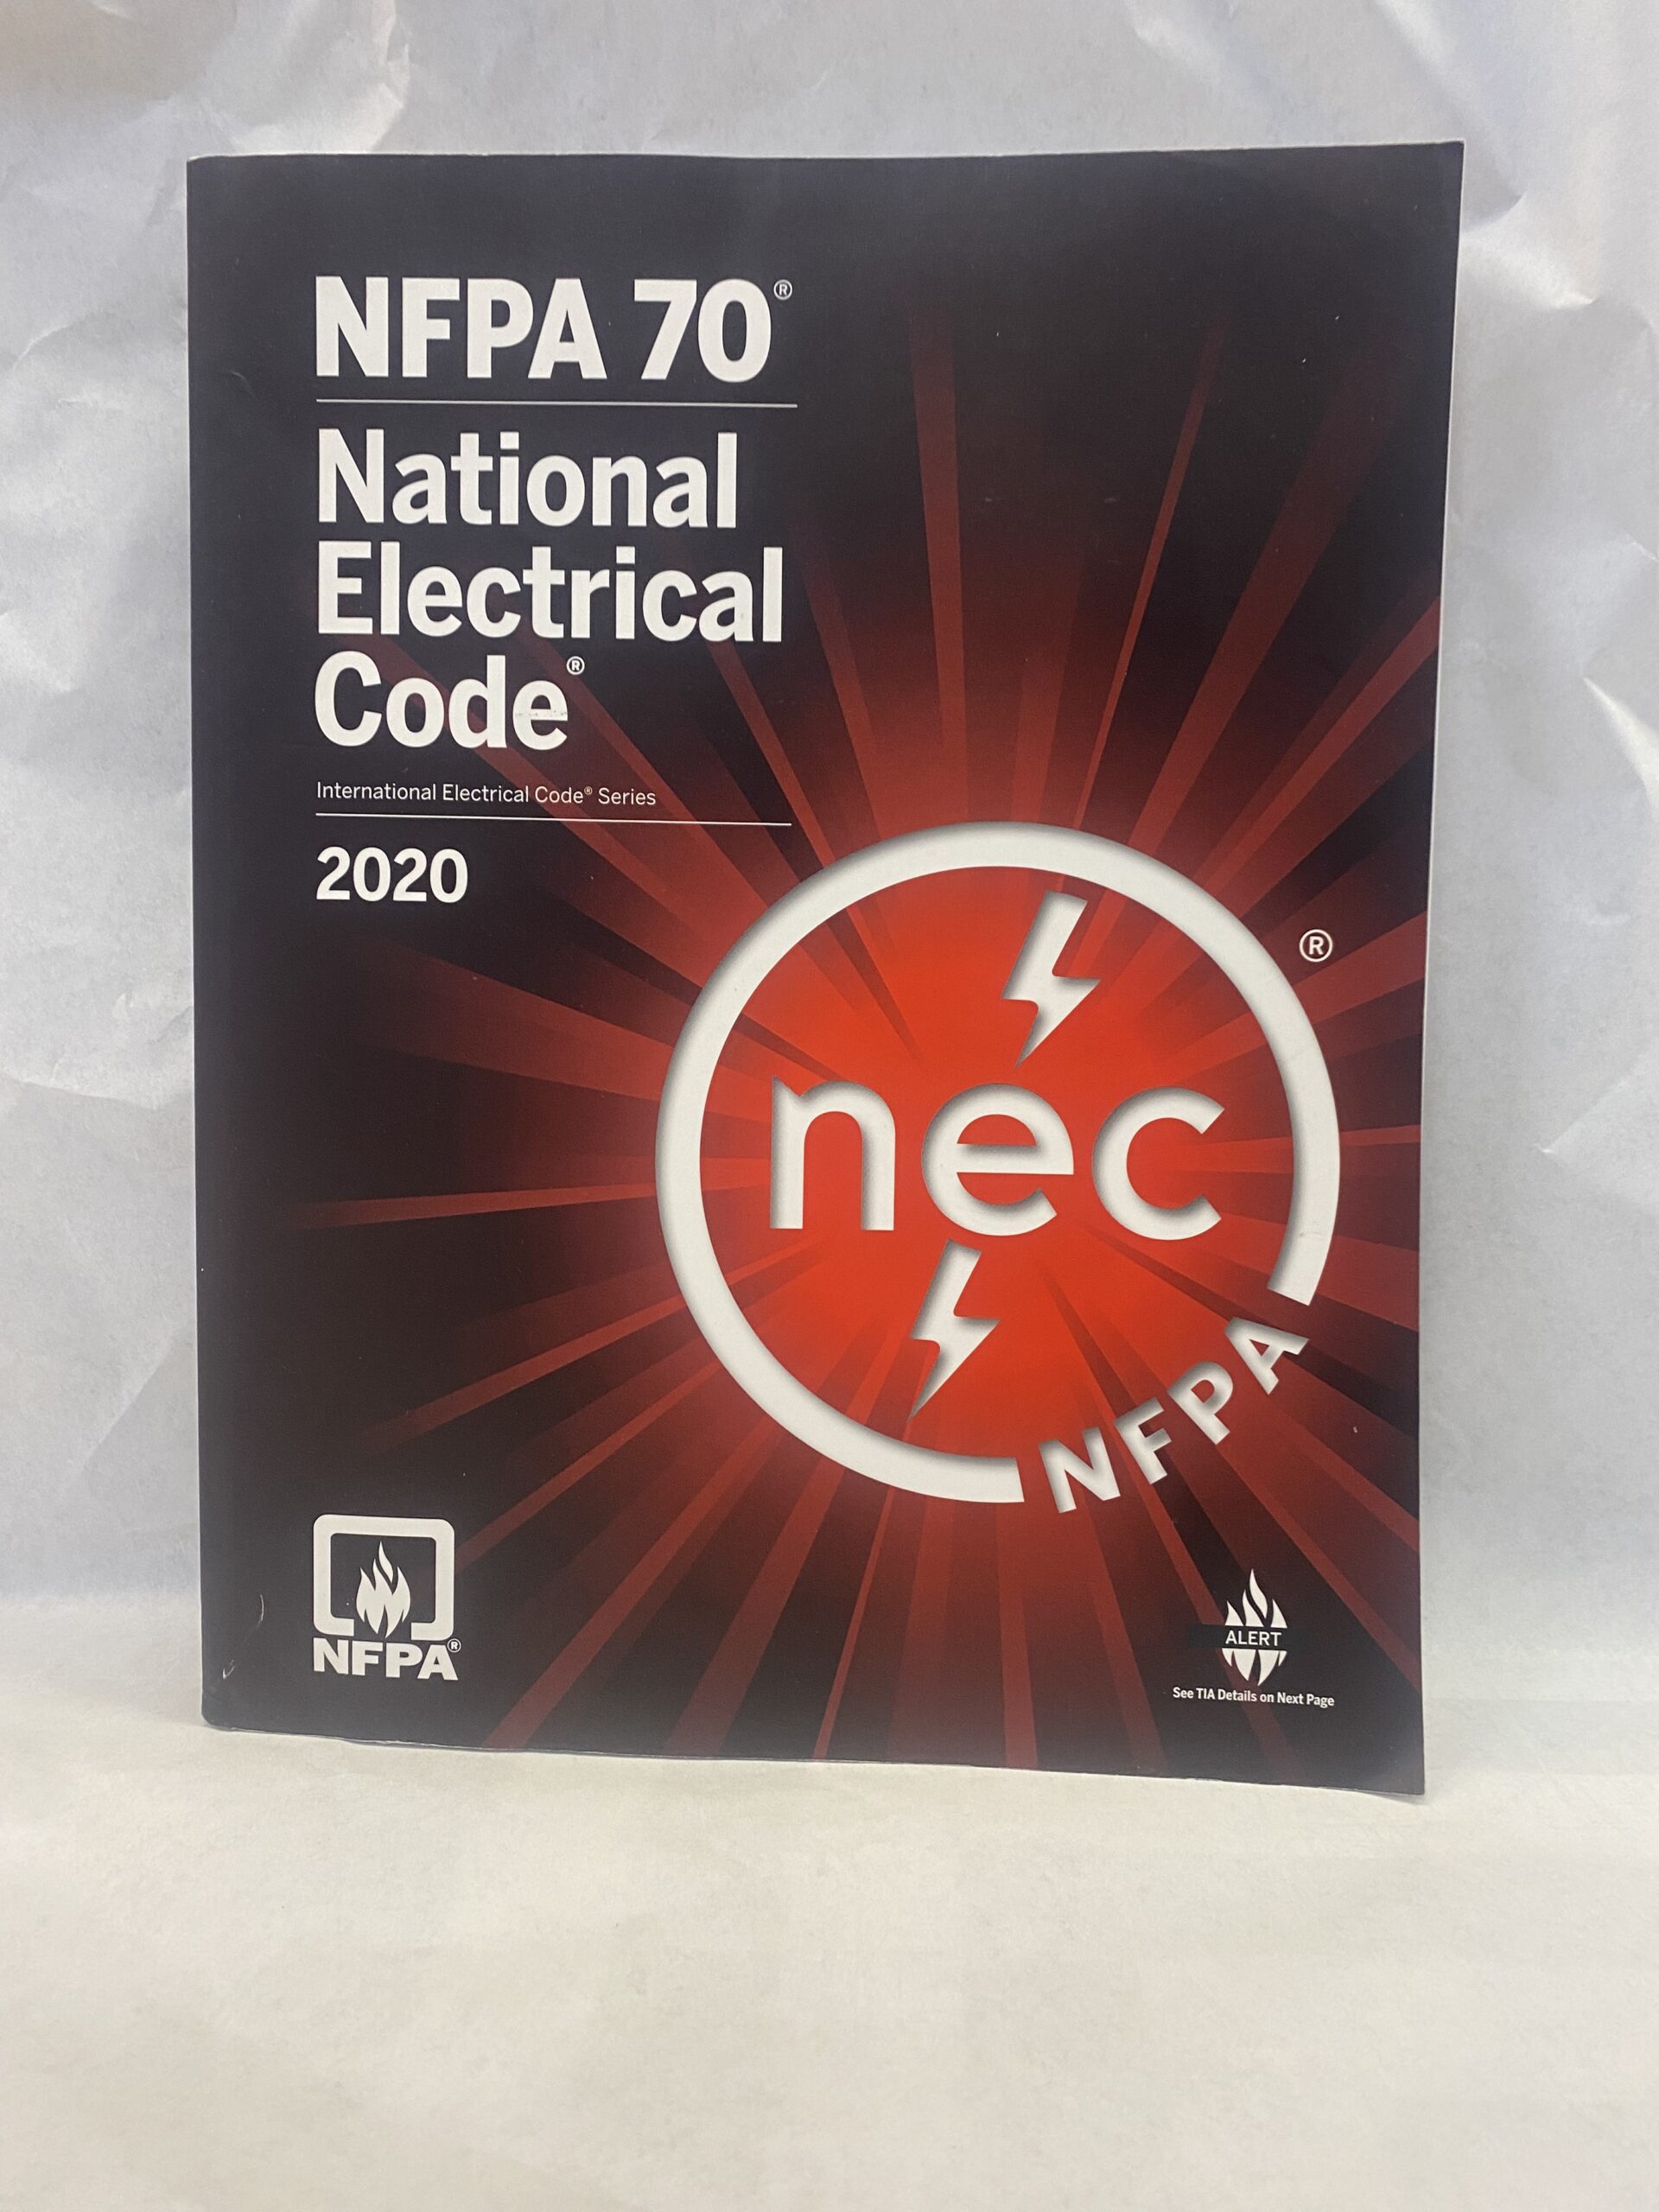 NFPA 70®
National
Electrical
Code®
International Electrical Code® Series
2020
®
nec
NFPA
NFPA®
ALERT
See TIA Details on Next Page